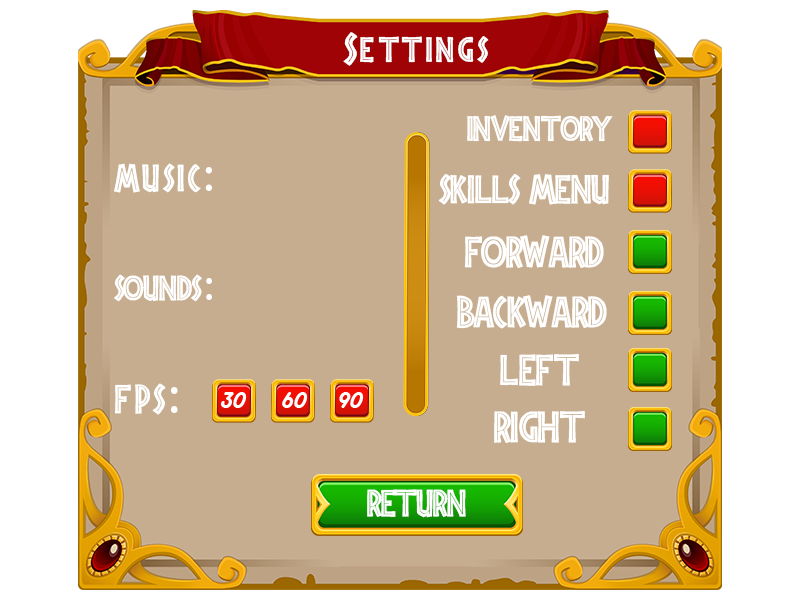 SETTINGS
MUSIC:
SOUNDS:
FPS: 30 60 90
INVENTORY
SKILLS MENU
FORWARD
BACKWARD
LEFT
RIGHT
RETURN